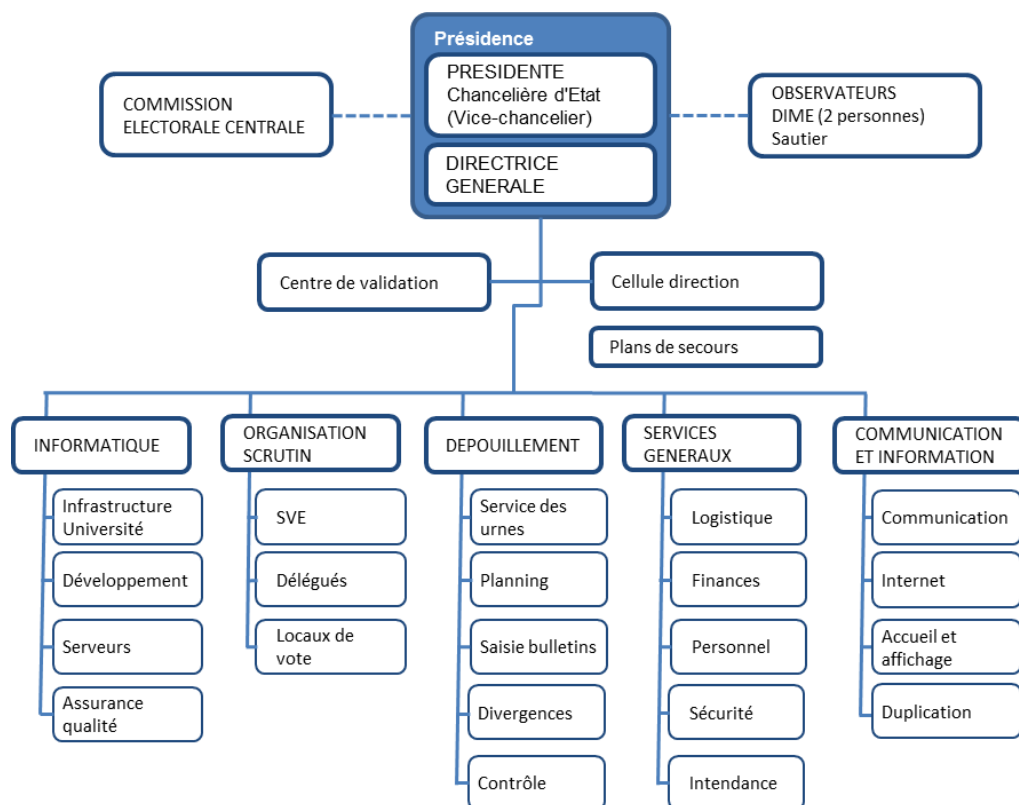 Présidence
PRESIDENTE
Chancelière d'Etat
(Vice-chancelier)
DIRECTRICE
GENERALE
COMMISSION
ELECTORALE CENTRALE
OBSERVATEURS
DIME (2 personnes)
Sautier
Centre de validation
Cellule direction
Plans de secours
INFORMATIQUE
Infrastructure
Université
Développement
Serveurs
Assurance
qualité
ORGANISATION
SCRUTIN
SVE
Délégués
Locaux de
vote
DEPOUILLEMENT
Service des
urnes
Planning
Saisie bulletins
Divergences
Contrôle
SERVICES
GENERAUX
Logistique
Finances
Personnel
Sécurité
Intendance
COMMUNICATION
ET INFORMATION
Communication
Internet
Accueil et
affichage
Duplication